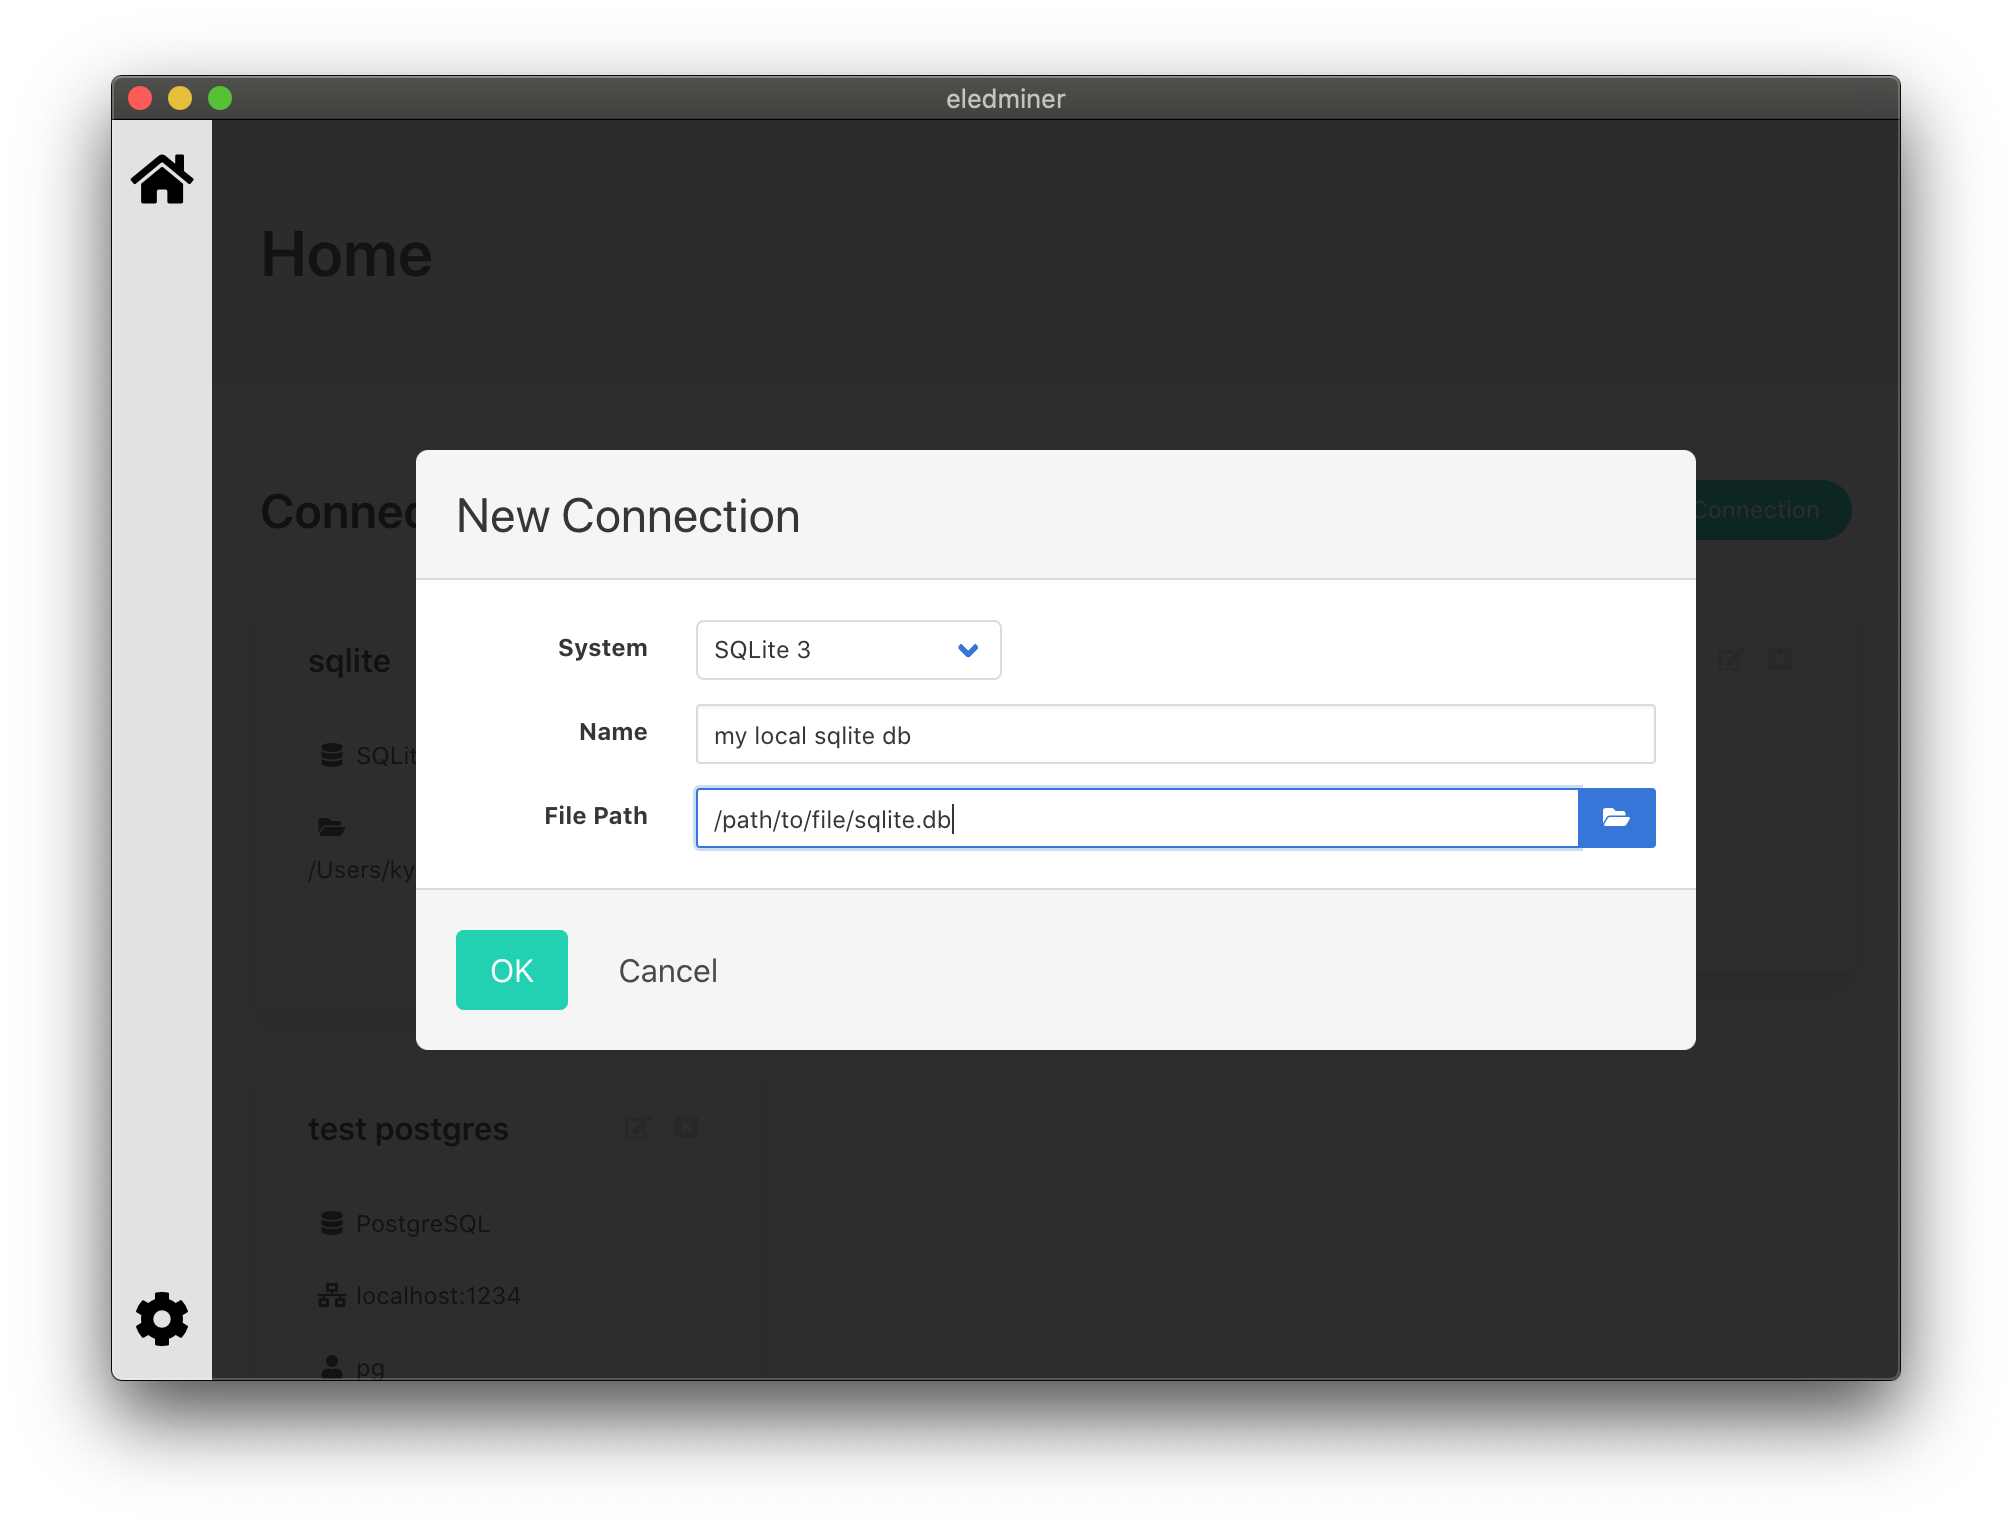 eledminer
Home
Connec
Connection
New Connection
System
SQLite 3
Name
my local sqlite db
File Path
/path/to/file/sqlite.db
OK
Cancel
sqlite
SQLit
/Users/ky
test postgres
PostgreSQL
localhost:1234
pg